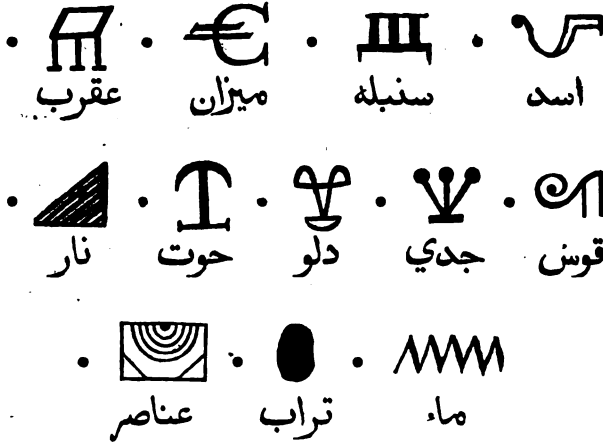 اسد سنبله ميزان عقرب
قوس جدي دلو حوت نار
ماء تراب عناصر